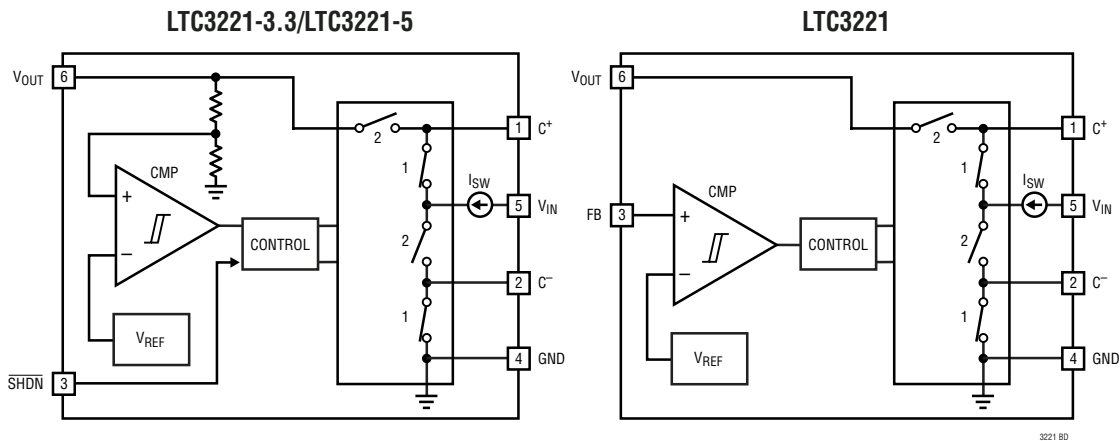 LTC3221-3.3/LTC3221-5
VOUT 6
CMP
+
−
CONTROL
VREF
SHDN 3
2
1
2
1
1 C+
ISW
5 VIN
2 C−
4 GND
LTC3221
VOUT 6
FB 3
CMP
+
−
CONTROL
VREF
2
1
2
1
1 C+
ISW
5 VIN
2 C−
4 GND
3221 BD